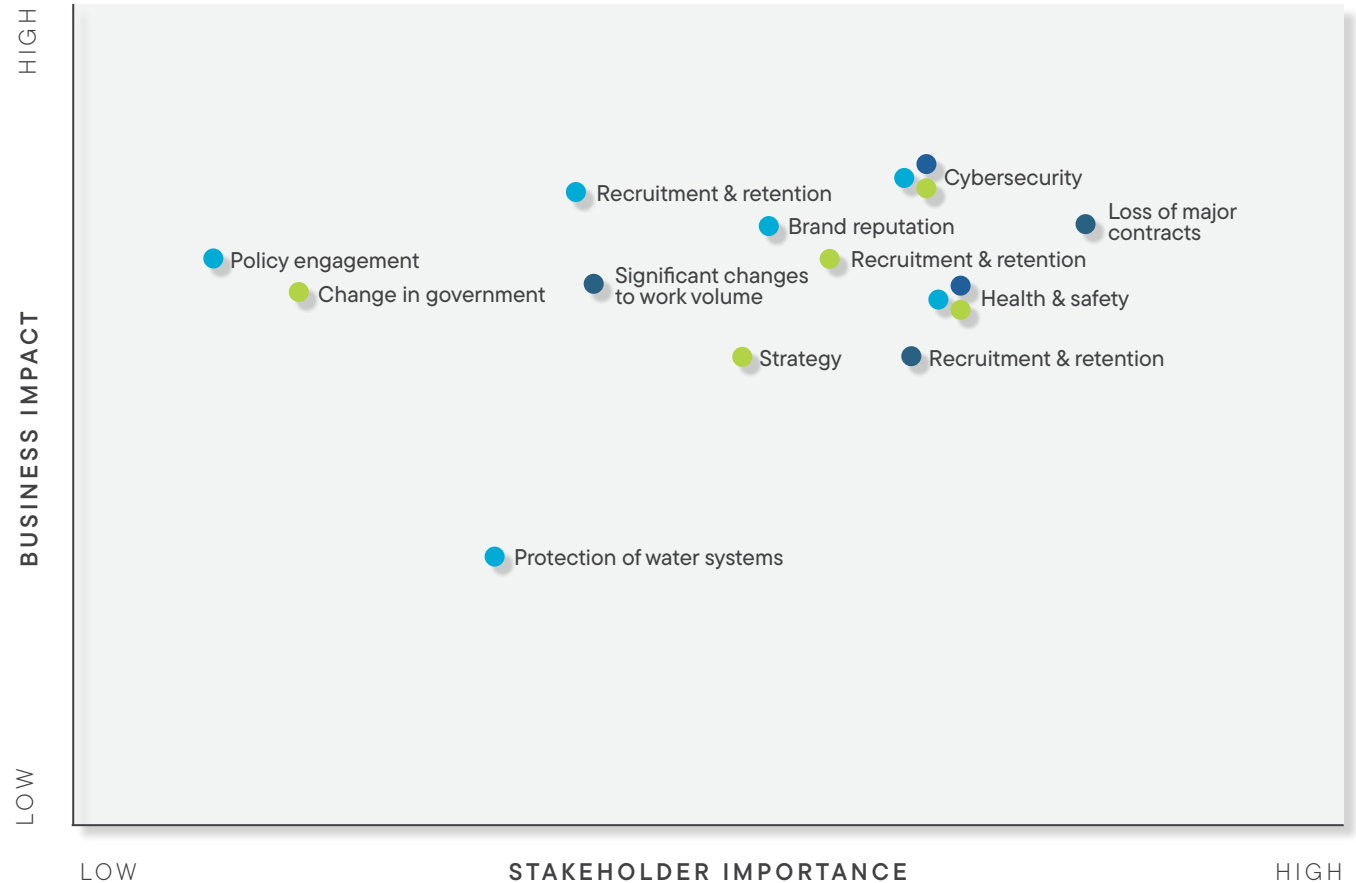 HIGH
BUSINESS IMPACT
LOW
Cybersecurity
Recruitment & retention
Loss of major
contracts
Brand reputation
Policy engagement
Recruitment & retention
Significant changes
to work volume
Change in government
Health & safety
Strategy
Recruitment & retention
Protection of water systems
LOW
STAKEHOLDER IMPORTANCE
HIGH